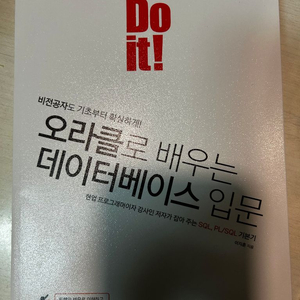 Do
it!
비전공자도 기초부터 확실하게!
오라클로 배우는
데이터베이스 입문
현업 프로그래머이자 강사인 저자가 잡아 주는 SQL, PL/SQL 기본기